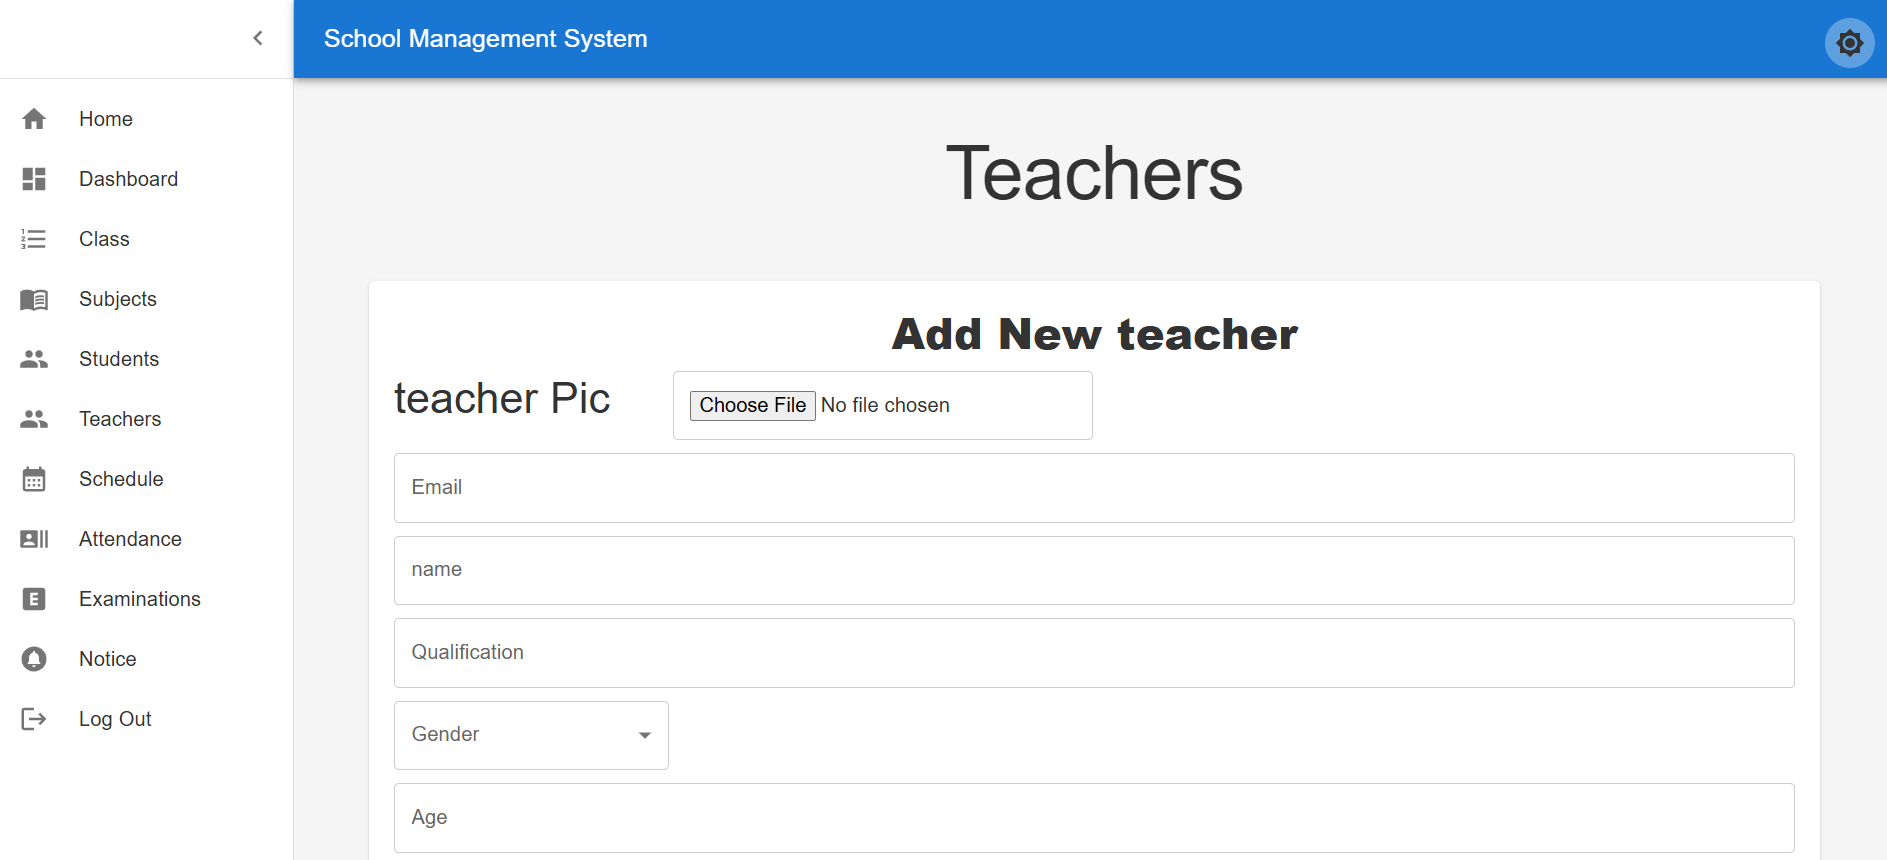 School Management System
Home
Dashboard
Class
Subjects
Students
Teachers
Schedule
Attendance
Examinations
Notice
Log Out
Teachers
Add New teacher
teacher Pic
Choose File No file chosen
Email
name
Qualification
Gender
Age